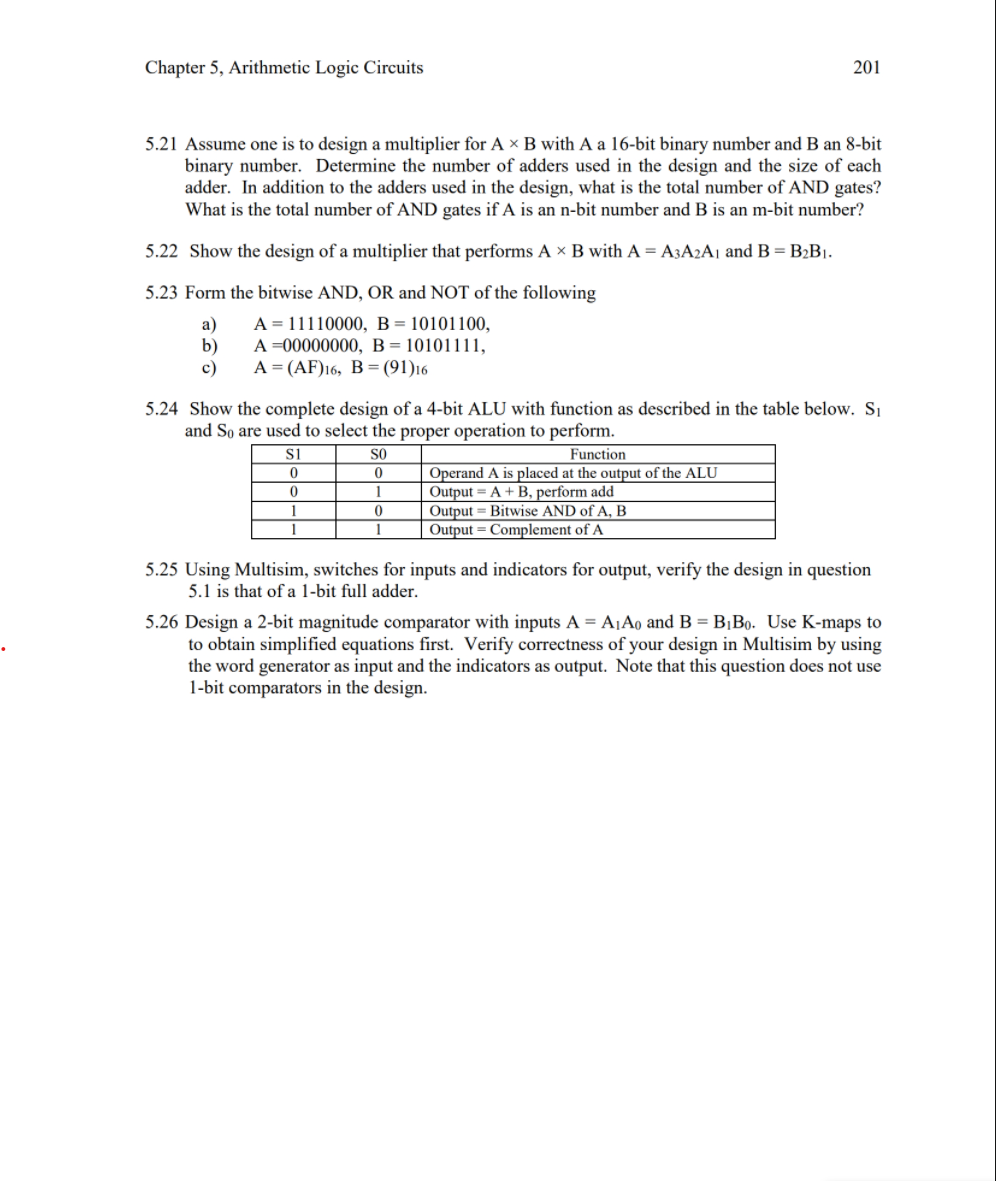 Chapter 5, Arithmetic Logic Circuits 201
5.21 Assume one is to design a multiplier for A × B with A a 16-bit binary number and B an 8-bit
binary number. Determine the number of adders used in the design and the size of each
adder. In addition to the adders used in the design, what is the total number of AND gates?
What is the total number of AND gates if A is an n-bit number and B is an m-bit number?
5.22 Show the design of a multiplier that performs A × B with A = A₃A₂A₁ and B = B₂B₁.
5.23 Form the bitwise AND, OR and NOT of the following
a) A = 11110000, B = 10101100,
b) A =00000000, B = 10101111,
c) A = (AF)₁₆, B = (91)₁₆
5.24 Show the complete design of a 4-bit ALU with function as described in the table below. S₁
and S₀ are used to select the proper operation to perform.
S1 S0 Function
0 0 Operand A is placed at the output of the ALU
0 1 Output = A + B, perform add
1 0 Output = Bitwise AND of A, B
1 1 Output = Complement of A
5.25 Using Multisim, switches for inputs and indicators for output, verify the design in question
5.1 is that of a 1-bit full adder.
5.26 Design a 2-bit magnitude comparator with inputs A = A₁A₀ and B = B₁B₀. Use K-maps to
to obtain simplified equations first. Verify correctness of your design in Multisim by using
the word generator as input and the indicators as output. Note that this question does not use
1-bit comparators in the design.